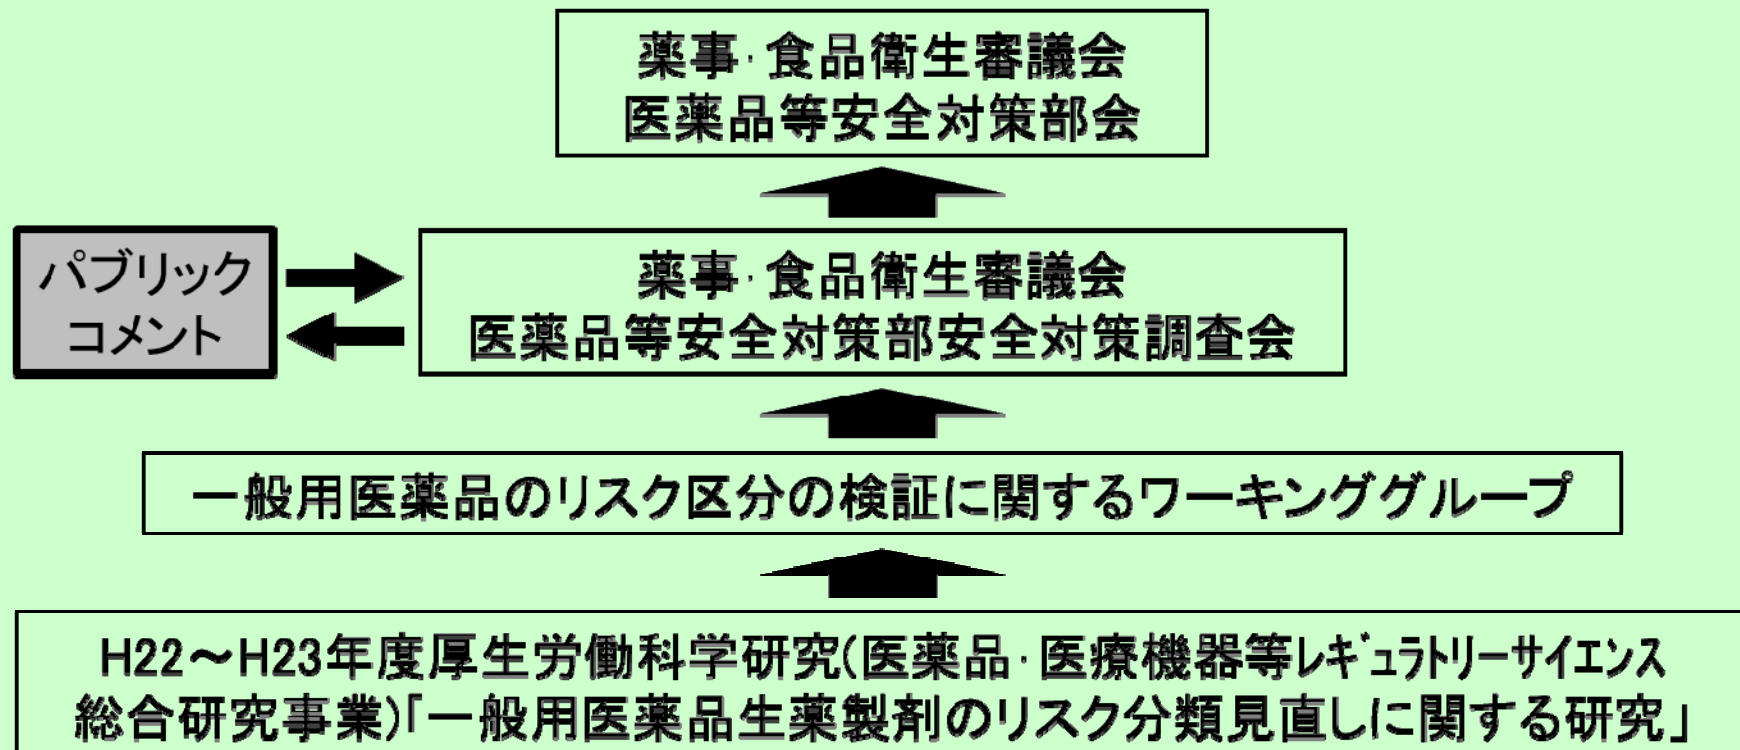 薬事・食品衛生審議会
医薬品等安全対策部会
パブリック
コメント
薬事・食品衛生審議会
医薬品等安全対策部安全対策調査会
一般用医薬品のリスク区分の検証に関するワーキンググループ
H22～H23年度厚生労働科学研究(医薬品・医療機器等ﾚｷﾞｭﾗﾄﾘｰｻｲｴﾝｽ
総合研究事業)「一般用医薬品生薬製剤のリスク分類見直しに関する研究」